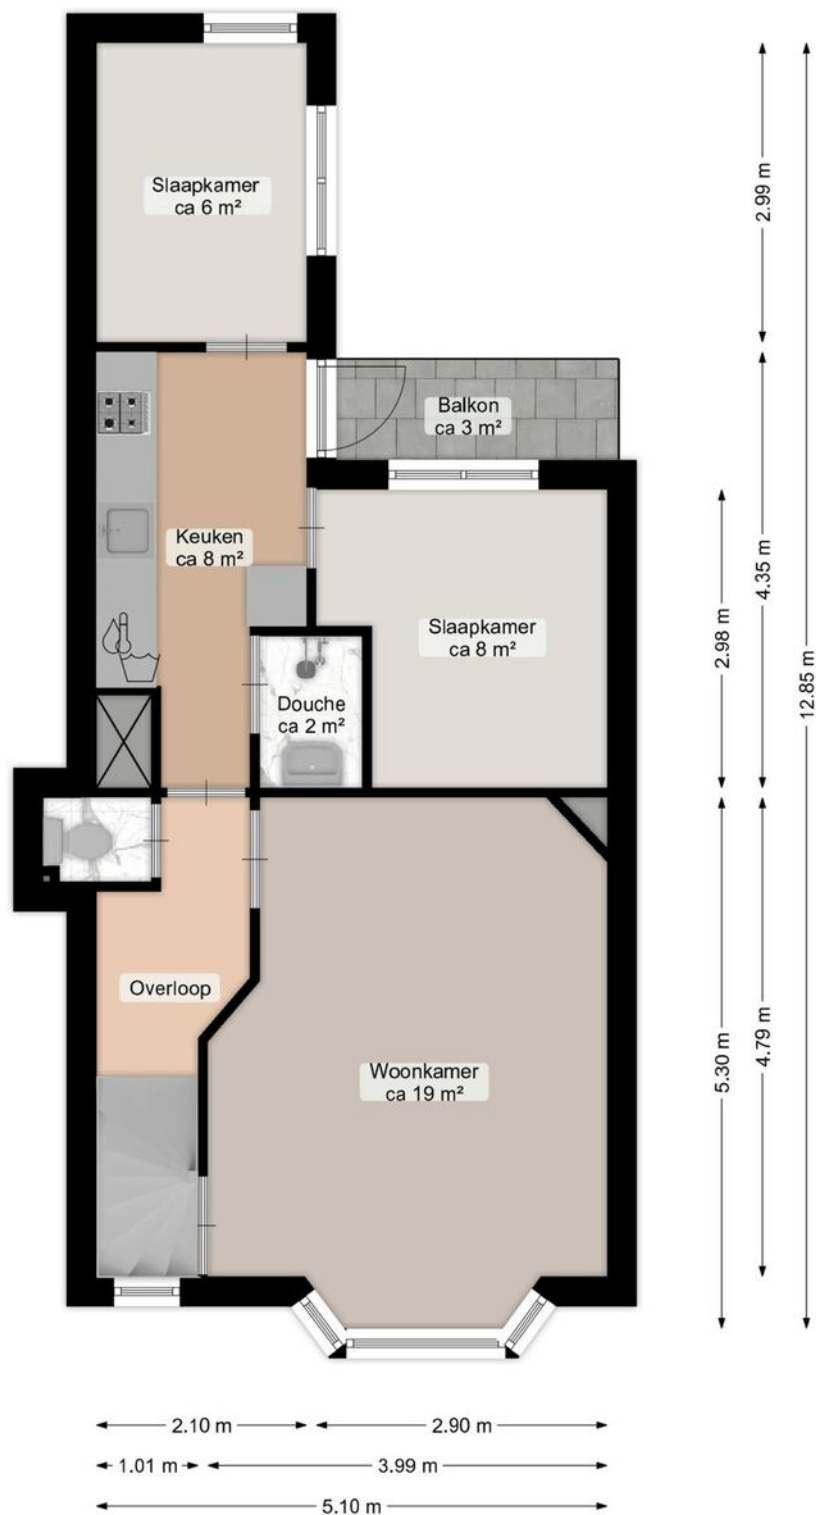 Slaapkamer
ca 6 m²
2.99 m
Balkon
ca 3 m²
Keuken
ca 8 m²
4.35 m
Slaapkamer
ca 8 m²
2.98 m
12.85 m
Douche
ca 2 m²
Overloop
Woonkamer
ca 19 m²
5.30 m
4.79 m
2.10 m
2.90 m
1.01 m
3.99 m
5.10 m